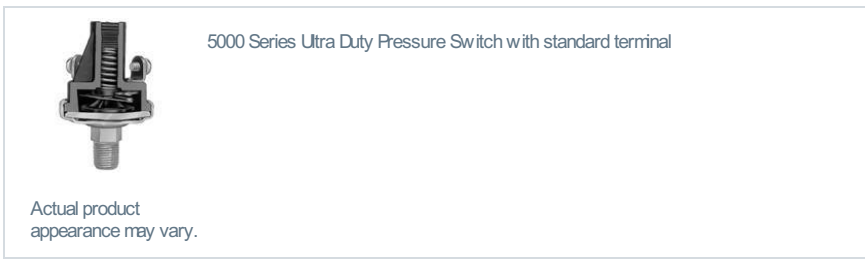 5000 Series Ultra Duty Pressure Switch with standard terminal
Actual product
appearance may vary.